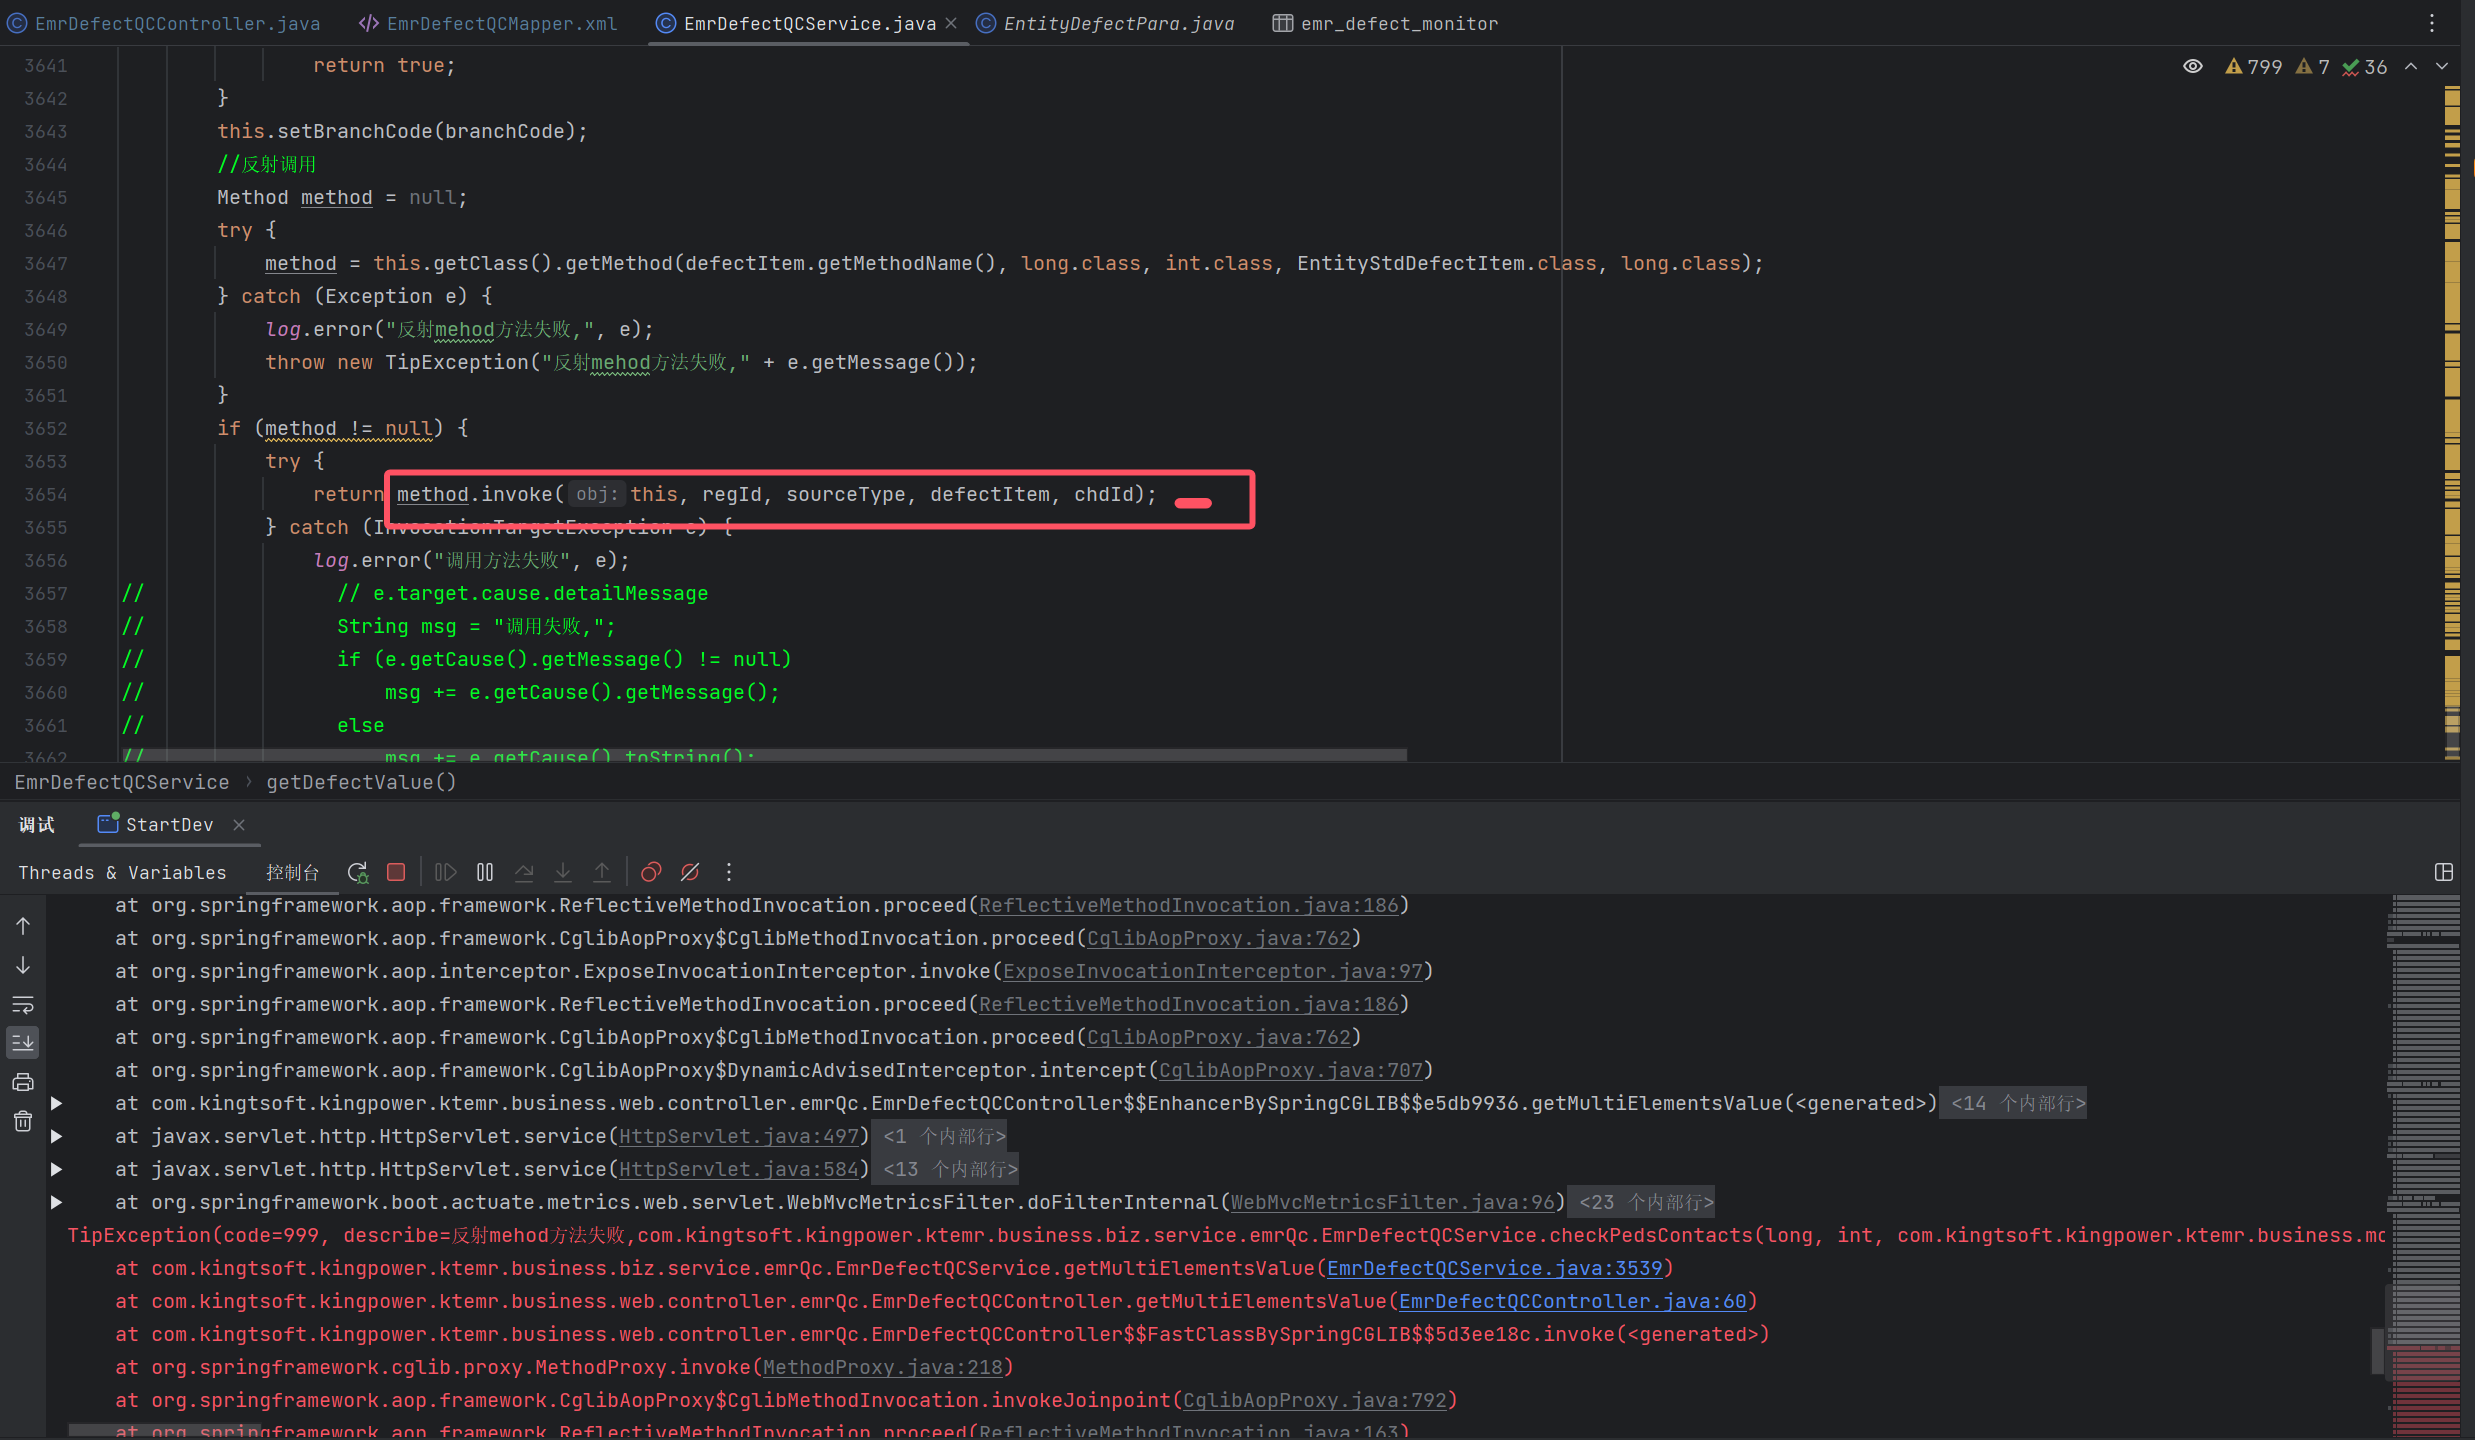 EmrDefectQCController.java EmrDefectQCMapper.xml EmrDefectQCService.java EntityDefectPara.java emr_defect_monitor
799 7 36
3641 return true;
3642 }
3643 this.setBranchCode(branchCode);
3644 //反射调用
3645 Method method = null;
3646 try {
3647 method = this.getClass().getMethod(defectItem.getMethodName(), long.class, int.class, EntityStdDefectItem.class, long.class);
3648 } catch (Exception e) {
3649 log.error("反射mehod方法失败,", e);
3650 throw new TipException("反射mehod方法失败," + e.getMessage());
3651 }
3652 if (method != null) {
3653 try {
3654 return method.invoke( obj: this, regId, sourceType, defectItem, chdId);
3655 } catch (InvocationTargetException e) {
3656 log.error("调用方法失败", e);
3657 // // e.target.cause.detailMessage
3658 // String msg = "调用失败,";
3659 // if (e.getCause().getMessage() != null)
3660 // msg += e.getCause().getMessage();
3661 // else
3662 // msg += e.getCause().toString();
EmrDefectQCService › getDefectValue()
调试 StartDev
Threads & Variables 控制台
at org.springframework.aop.framework.ReflectiveMethodInvocation.proceed(ReflectiveMethodInvocation.java:186)
at org.springframework.aop.framework.CglibAopProxy$CglibMethodInvocation.proceed(CglibAopProxy.java:762)
at org.springframework.aop.interceptor.ExposeInvocationInterceptor.invoke(ExposeInvocationInterceptor.java:97)
at org.springframework.aop.framework.ReflectiveMethodInvocation.proceed(ReflectiveMethodInvocation.java:186)
at org.springframework.aop.framework.CglibAopProxy$CglibMethodInvocation.proceed(CglibAopProxy.java:762)
at org.springframework.aop.framework.CglibAopProxy$DynamicAdvisedInterceptor.intercept(CglibAopProxy.java:707)
at com.kingtsoft.kingpower.ktemr.business.web.controller.emrQc.EmrDefectQCController$$EnhancerBySpringCGLIB$$e5db9936.getMultiElementsValue(<generated>) <14 个内部行>
at javax.servlet.http.HttpServlet.service(HttpServlet.java:497) <1 个内部行>
at javax.servlet.http.HttpServlet.service(HttpServlet.java:584) <13 个内部行>
at org.springframework.boot.actuate.metrics.web.servlet.WebMvcMetricsFilter.doFilterInternal(WebMvcMetricsFilter.java:96) <23 个内部行>
TipException(code=999, describe=反射mehod方法失败,com.kingtsoft.kingpower.ktemr.business.biz.service.emrQc.EmrDefectQCService.checkPedsContacts(long, int, com.kingtsoft.kingpower.ktemr.business.mo
at com.kingtsoft.kingpower.ktemr.business.biz.service.emrQc.EmrDefectQCService.getMultiElementsValue(EmrDefectQCService.java:3539)
at com.kingtsoft.kingpower.ktemr.business.web.controller.emrQc.EmrDefectQCController.getMultiElementsValue(EmrDefectQCController.java:60)
at com.kingtsoft.kingpower.ktemr.business.web.controller.emrQc.EmrDefectQCController$$FastClassBySpringCGLIB$$5d3ee18c.invoke(<generated>)
at org.springframework.cglib.proxy.MethodProxy.invoke(MethodProxy.java:218)
at org.springframework.aop.framework.CglibAopProxy$CglibMethodInvocation.invokeJoinpoint(CglibAopProxy.java:792)
at org.springframework.aop.framework.ReflectiveMethodInvocation.proceed(ReflectiveMethodInvocation.java:163)